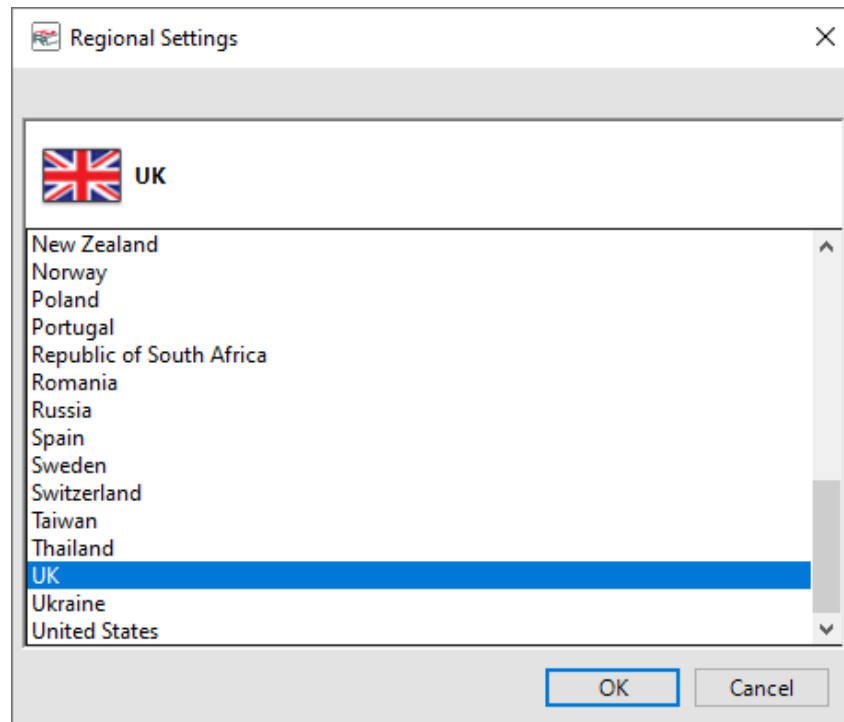 Regional Settings
UK
New Zealand
Norway
Poland
Portugal
Republic of South Africa
Romania
Russia
Spain
Sweden
Switzerland
Taiwan
Thailand
UK
Ukraine
United States
OK Cancel